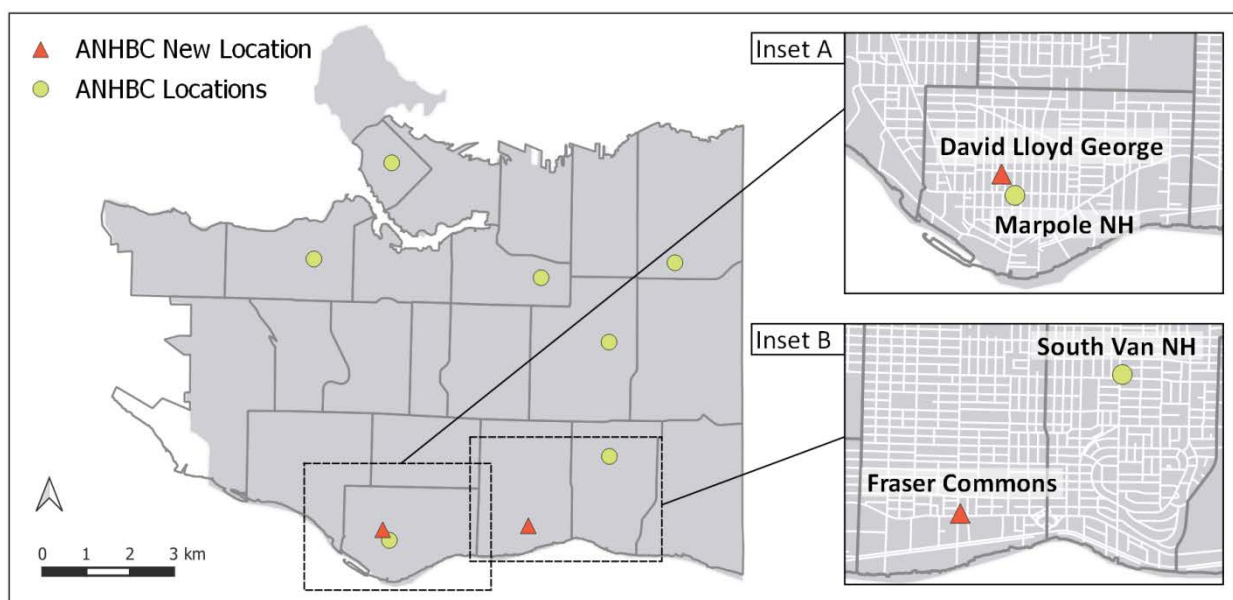 ANHBC New Location
ANHBC Locations
0 1 2 3 km
Inset A
David Lloyd George
Marpole NH
Inset B
South Van NH
Fraser Commons